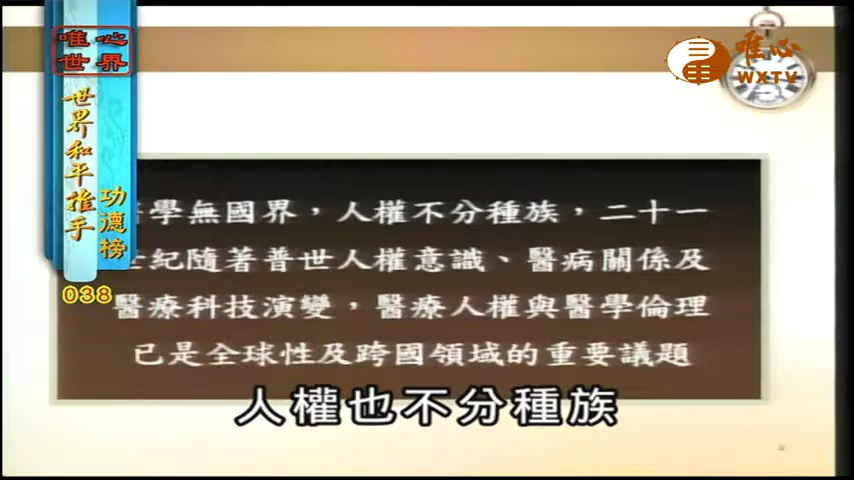 唯心
世界
世界和平推手
功德榜
038
唯心
WXTV
學無國界，人權不分種族，二十一
世紀隨著普世人權意識、醫病關係及
醫療科技演變，醫療人權與醫學倫理
已是全球性及跨國領域的重要議題
人權也不分種族